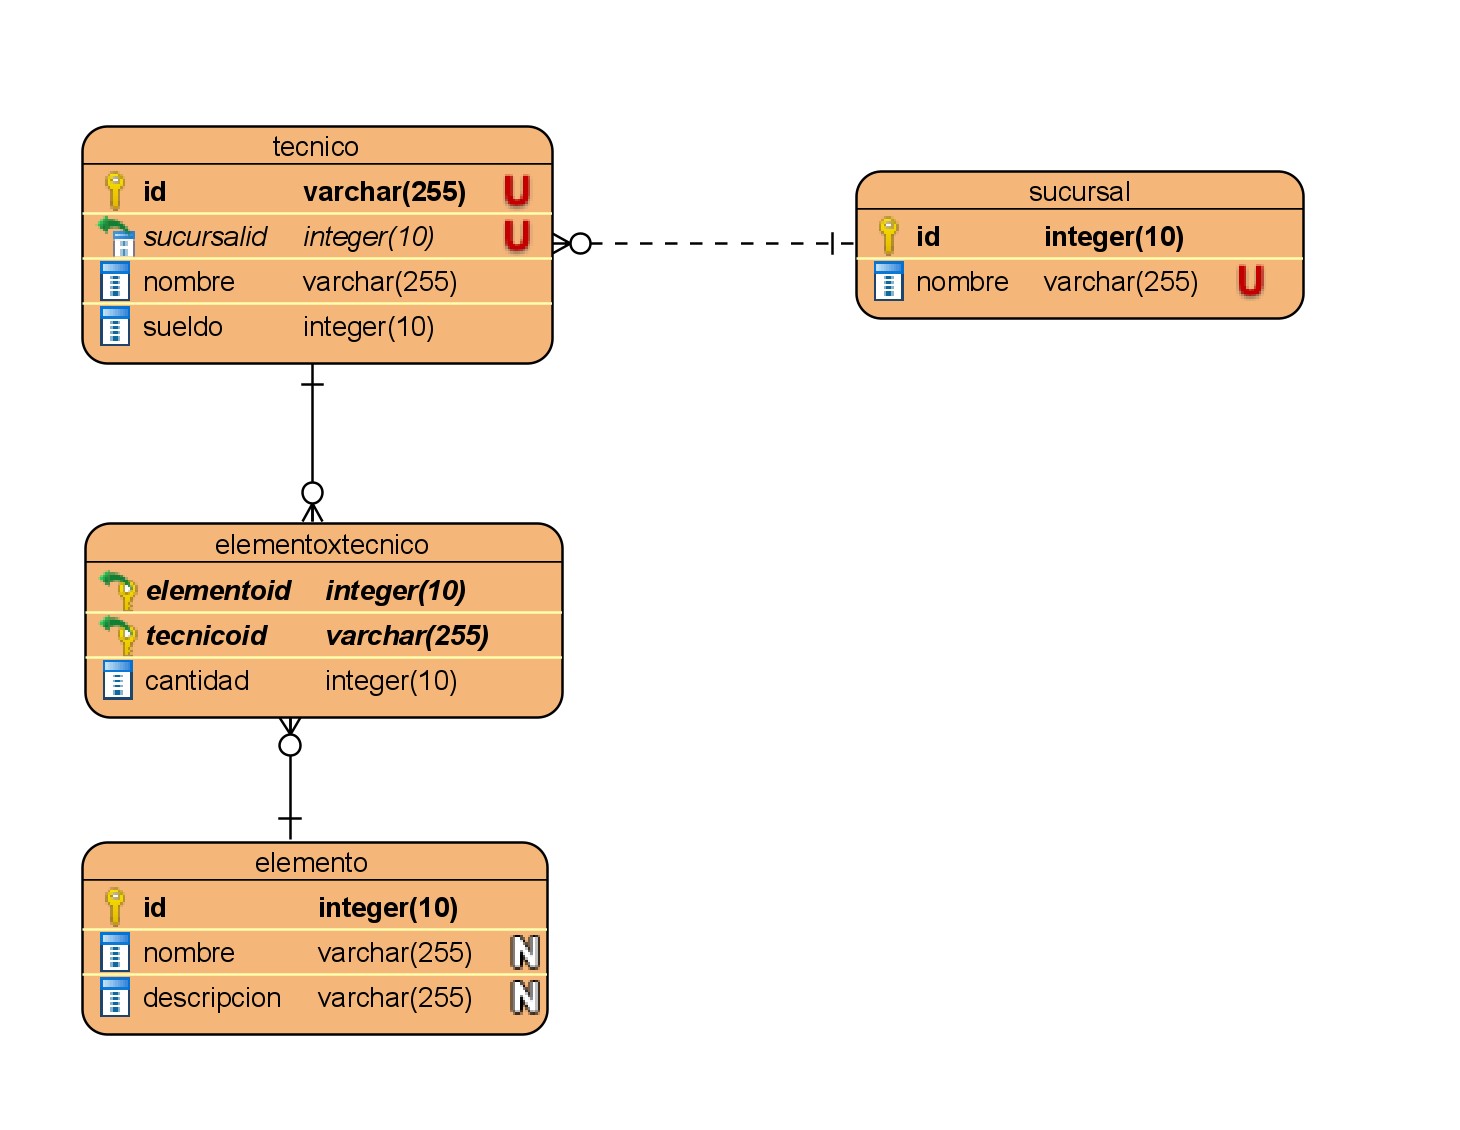 tecnico
id varchar(255) U
sucursalid integer(10) U
nombre varchar(255)
sueldo integer(10)
sucursal
id integer(10)
nombre varchar(255) U
elementoxtecnico
elementoid integer(10)
tecnicoid varchar(255)
cantidad integer(10)
elemento
id integer(10)
nombre varchar(255) N
descripcion varchar(255) N